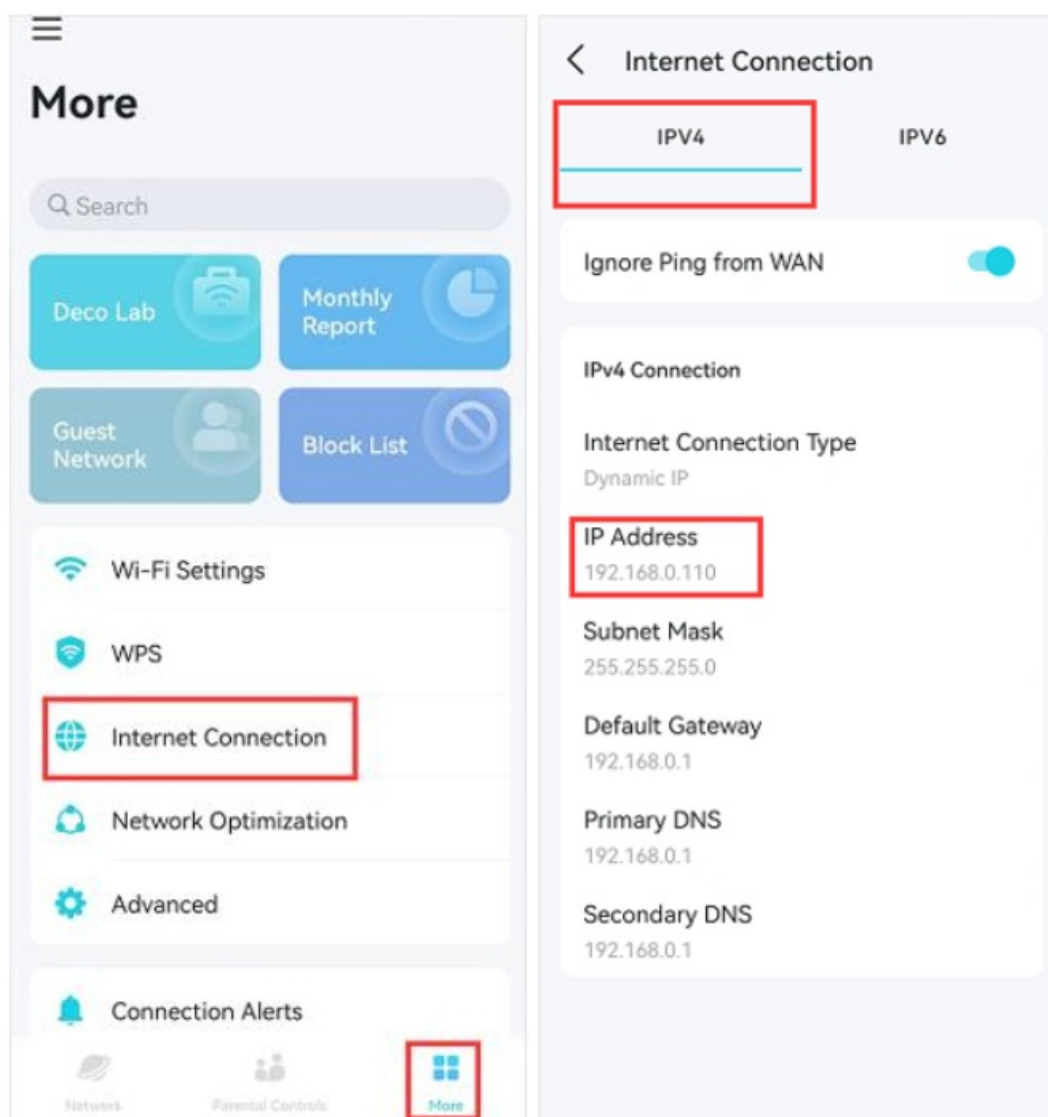 More
Search
Deco Lab
Monthly
Report
Guest
Network
Block List
Wi-Fi Settings
WPS
Internet Connection
Network Optimization
Advanced
Connection Alerts
Network
Parental Controls
More
Internet Connection
IPV4
IPV6
Ignore Ping from WAN
IPv4 Connection
Internet Connection Type
Dynamic IP
IP Address
192.168.0.110
Subnet Mask
255.255.255.0
Default Gateway
192.168.0.1
Primary DNS
192.168.0.1
Secondary DNS
192.168.0.1